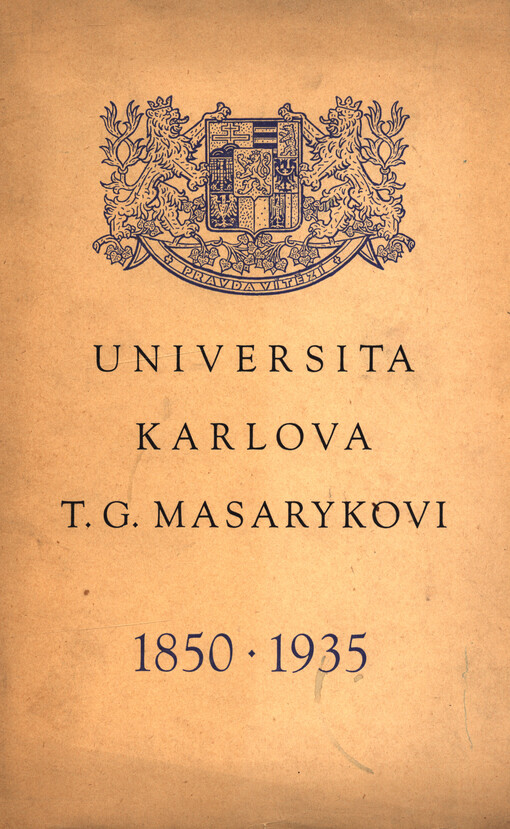 PRAVDA VÍTĚZÍ
UNIVERSITA
KARLOVA
T. G. MASARYKOVI
1850 · 1935